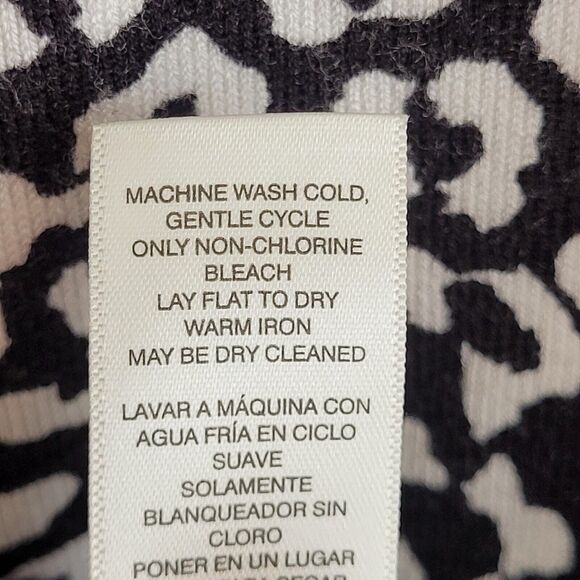 MACHINE WASH COLD,
GENTLE CYCLE
ONLY NON-CHLORINE
BLEACH
LAY FLAT TO DRY
WARM IRON
MAY BE DRY CLEANED
LAVAR A MÁQUINA CON
AGUA FRÍA EN CICLO
SUAVE
SOLAMENTE
BLANQUEADOR SIN
CLORO
PONER EN UN LUGAR